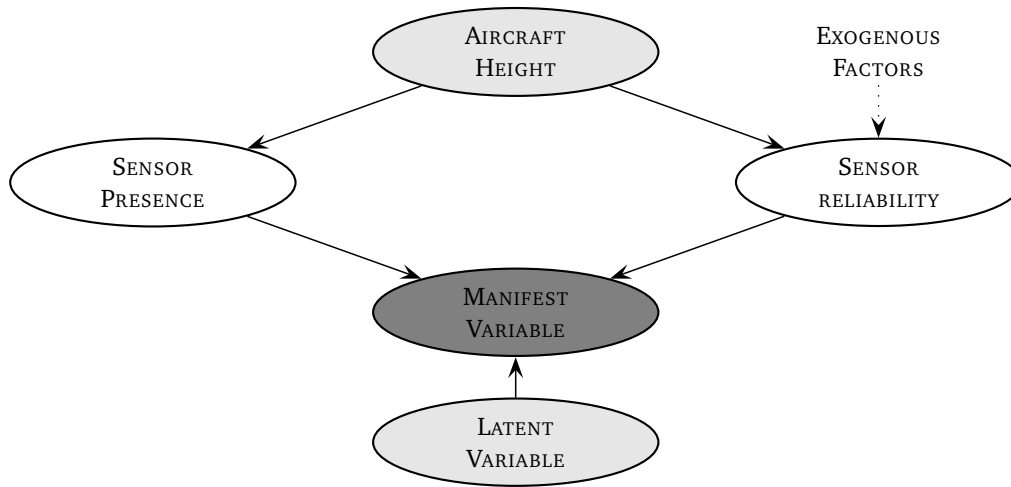 Aircraft
Height
Exogenous
Factors
Sensor
Presence
Sensor
reliability
Manifest
Variable
Latent
Variable